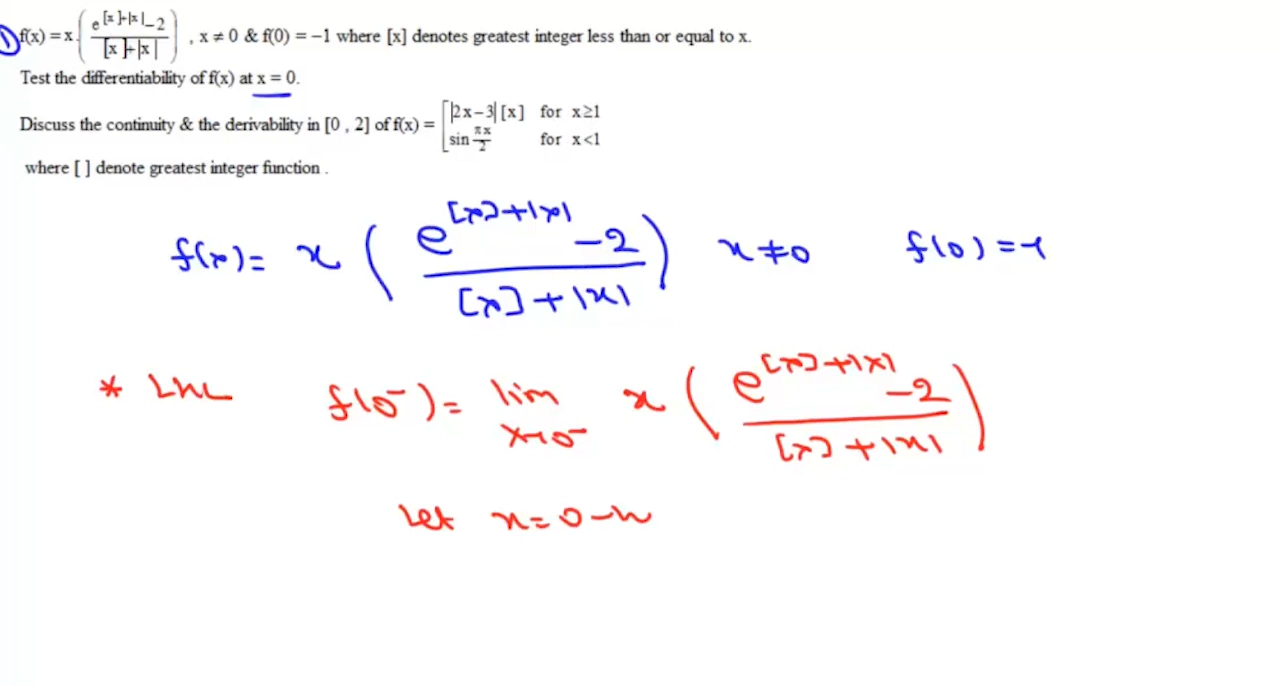 ① f(x) = x.( (e^([x]+|x|) − 2) / ([x]+|x|) ) , x ≠ 0 & f(0) = −1 where [x] denotes greatest integer less than or equal to x.
Test the differentiability of f(x) at x = 0.
Discuss the continuity & the derivability in [0 , 2] of f(x) = [ |2x−3| [x] for x≥1
sin πx/2 for x<1
where [ ] denote greatest integer function .
f(x) = x ( (e^([x]+|x|) − 2) / ([x]+|x|) ) x≠0 f(0) = −1
* LHL f(0⁻) = lim x→0⁻ x ( (e^([x]+|x|) − 2) / ([x]+|x|) )
Let x = 0−h